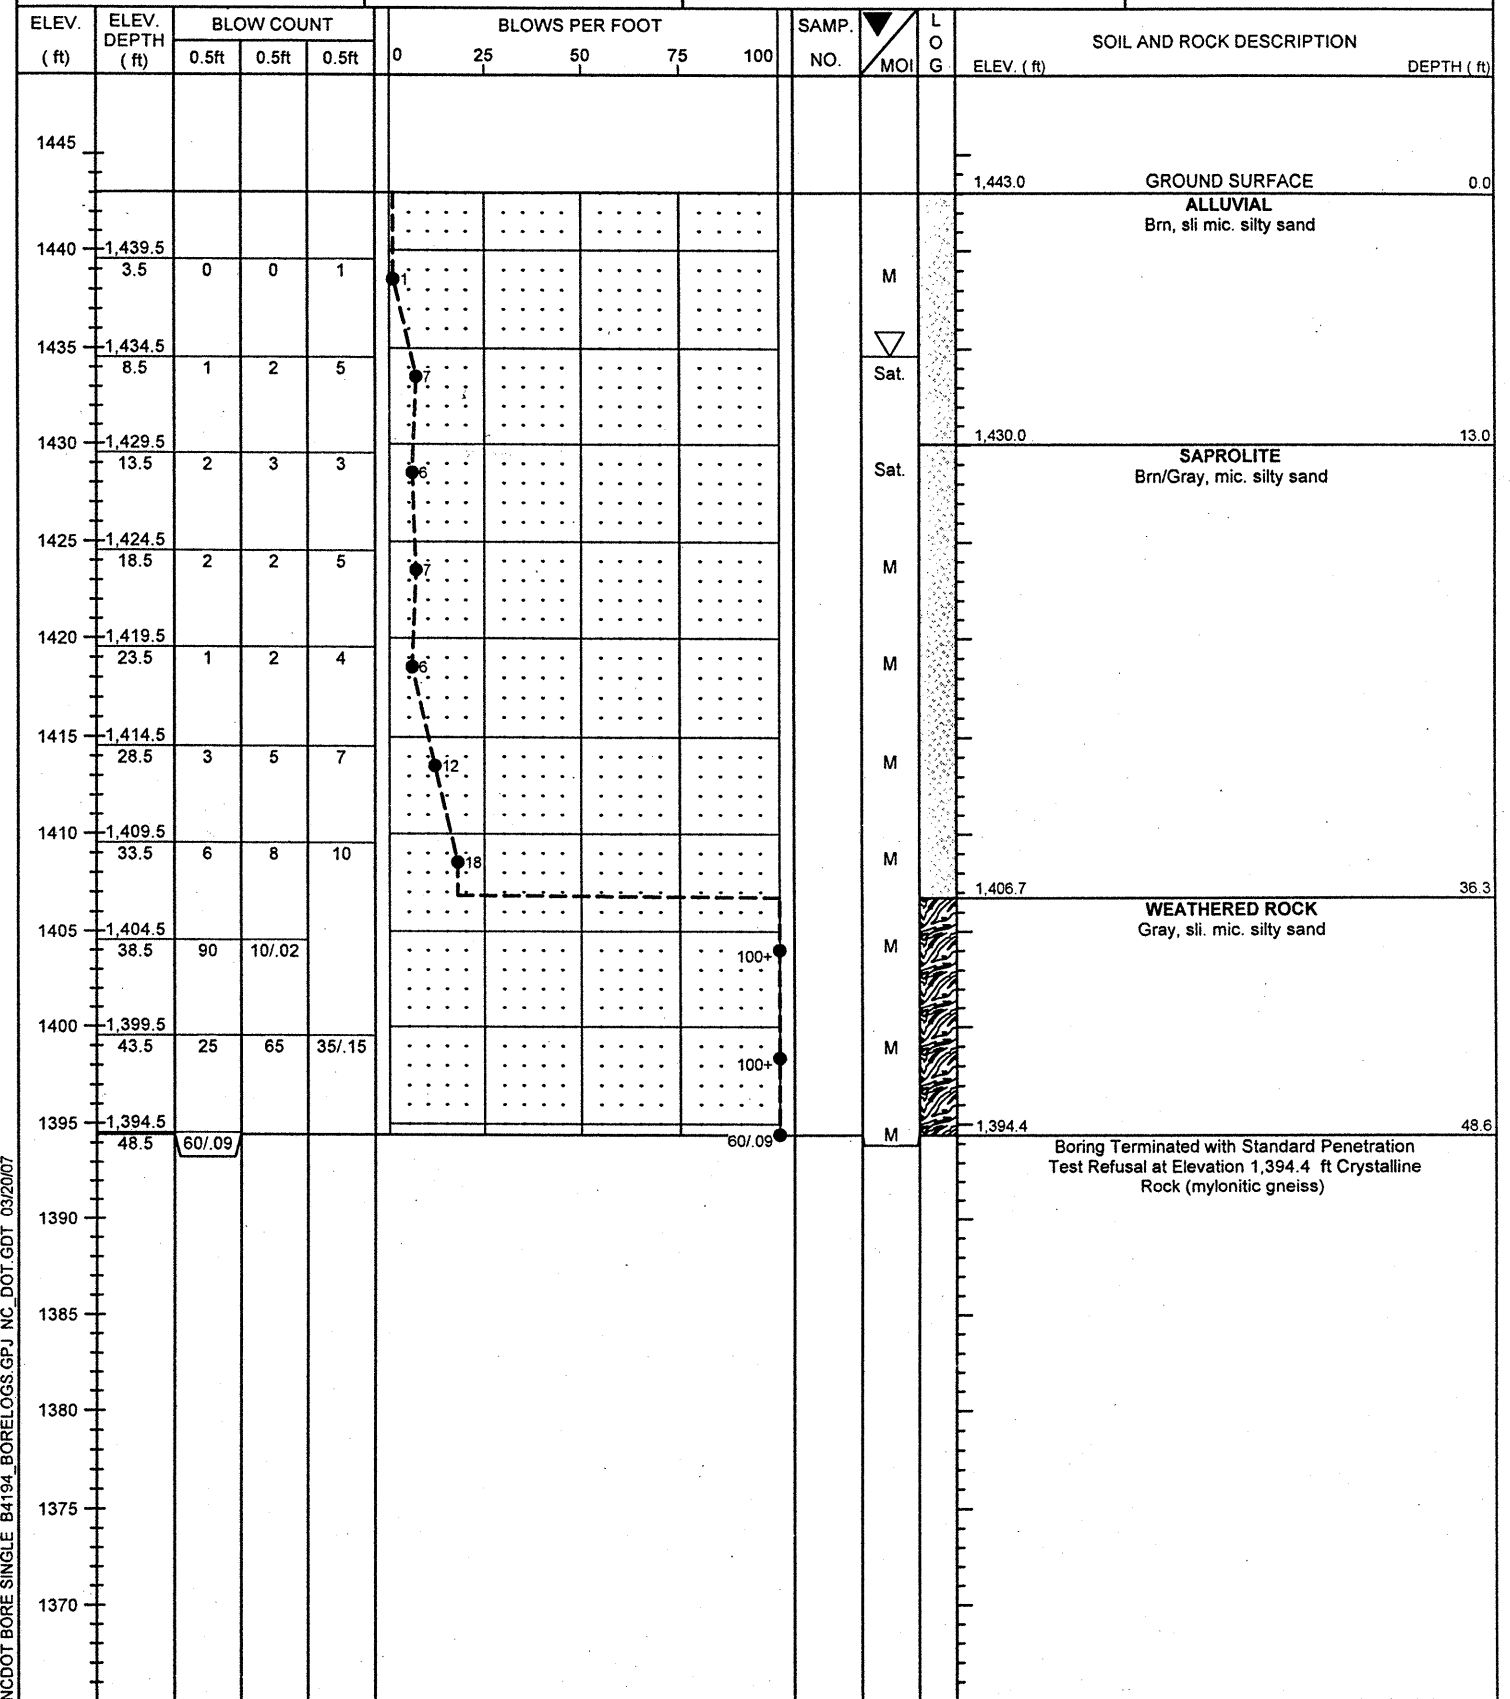 ELEV. ELEV. BLOW COUNT BLOWS PER FOOT SAMP. L
DEPTH O SOIL AND ROCK DESCRIPTION
( ft) ( ft) 0.5ft 0.5ft 0.5ft 0 25 50 75 100 NO. MOI G ELEV. ( ft) DEPTH ( ft)
1445
1,443.0 GROUND SURFACE 0.0
ALLUVIAL
Brn, sli mic. silty sand
1440 1,439.5
3.5 0 0 1 1 M
1435 1,434.5
8.5 1 2 5 7 Sat.
1430 1,429.5 1,430.0 13.0
SAPROLITE
13.5 2 3 3 6 Sat. Brn/Gray, mic. silty sand
1425 1,424.5
18.5 2 2 5 7 M
1420 1,419.5
23.5 1 2 4 6 M
1415 1,414.5
28.5 3 5 7 12 M
1410 1,409.5
33.5 6 8 10 18 M
1,406.7 36.3
WEATHERED ROCK
1405 1,404.5 Gray, sli. mic. silty sand
38.5 90 10/.02 100+ M
1400 1,399.5
43.5 25 65 35/.15 100+ M
1395 1,394.5 1,394.4 48.6
48.5 60/.09 60/.09 M
Boring Terminated with Standard Penetration
Test Refusal at Elevation 1,394.4 ft Crystalline
Rock (mylonitic gneiss)
1390
1385
1380
1375
1370
NCDOT BORE SINGLE B4194_BORELOGS.GPJ NC_DOT.GDT 03/20/07